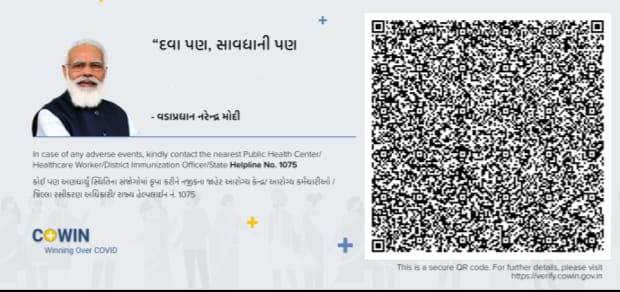 “દવા પણ, સાવધાની પણ
- વડાપ્રધાન નરેન્દ્ર મોદી
In case of any adverse events, kindly contact the nearest Public Health Center/
Healthcare Worker/District Immunization Officer/State Helpline No. 1075
કોઈ પણ અણધાર્યું સ્થિતિના સંજોગોમાં કૃપા કરીને નજીકના જાહેર આરોગ્ય કેન્દ્ર/ આરોગ્ય કર્મચારીઓ /
જિલ્લા રસીકરણ અધિકારી/ રાજ્ય હેલ્પલાઇન નં. 1075
COWIN
Winning Over COVID
This is a secure QR code. For further details, please visit
https://verify.cowin.gov.in